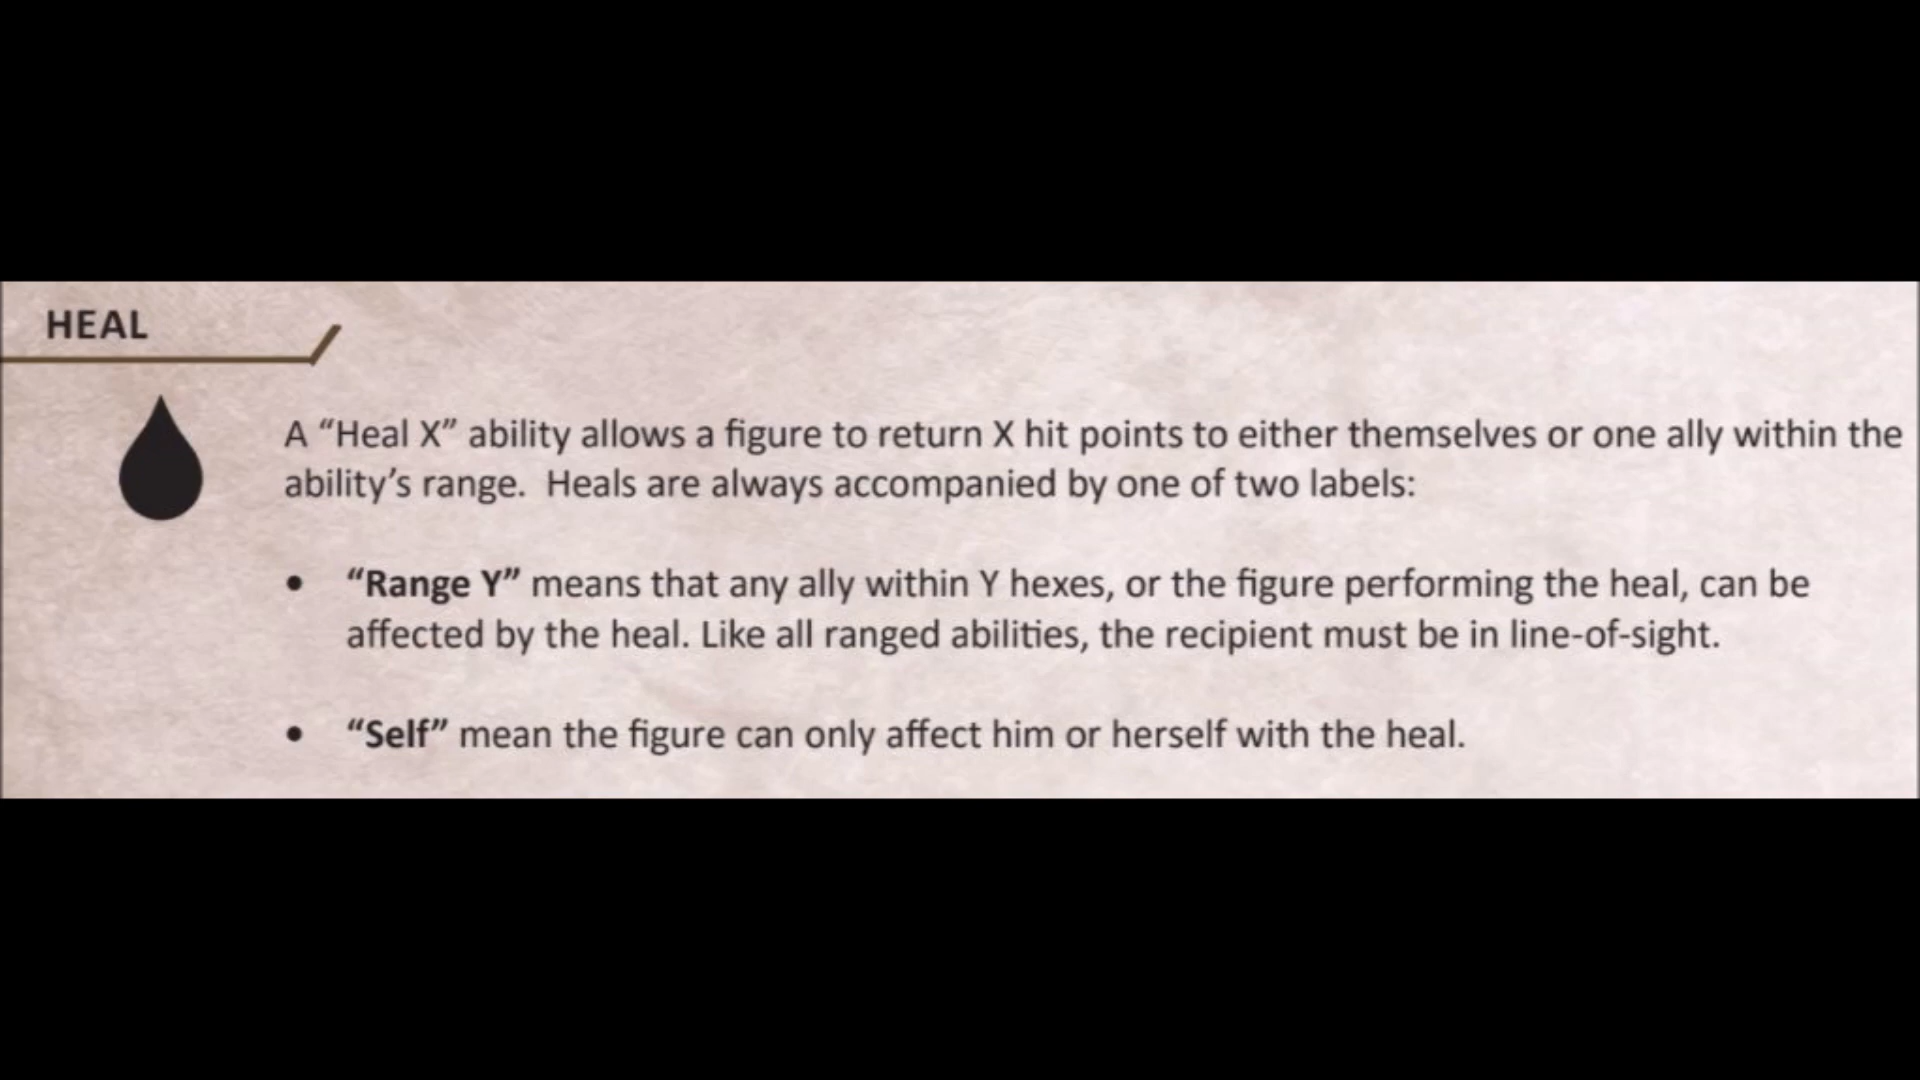 HEAL
A “Heal X” ability allows a figure to return X hit points to either themselves or one ally within the
ability’s range. Heals are always accompanied by one of two labels:
• “Range Y” means that any ally within Y hexes, or the figure performing the heal, can be
affected by the heal. Like all ranged abilities, the recipient must be in line-of-sight.
• “Self” mean the figure can only affect him or herself with the heal.